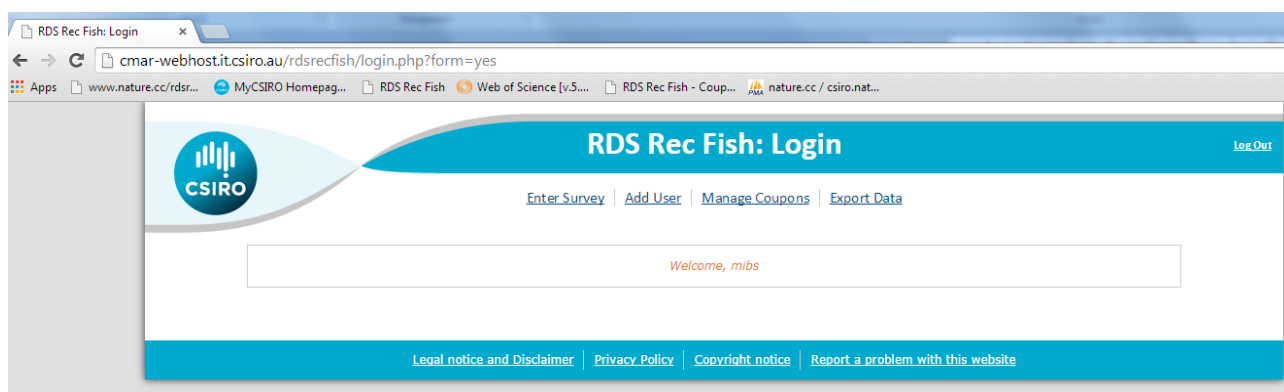 RDS Rec Fish: Login
cmar-webhost.it.csiro.au/rdsrecfish/login.php?form=yes
Apps www.nature.cc/rdsr... MyCSIRO Homepag... RDS Rec Fish Web of Science [v.5.... RDS Rec Fish - Coup... PMA nature.cc / csiro.nat...
CSIRO
RDS Rec Fish: Login
Log Out
Enter Survey Add User Manage Coupons Export Data
Welcome, mibs
Legal notice and Disclaimer Privacy Policy Copyright notice Report a problem with this website